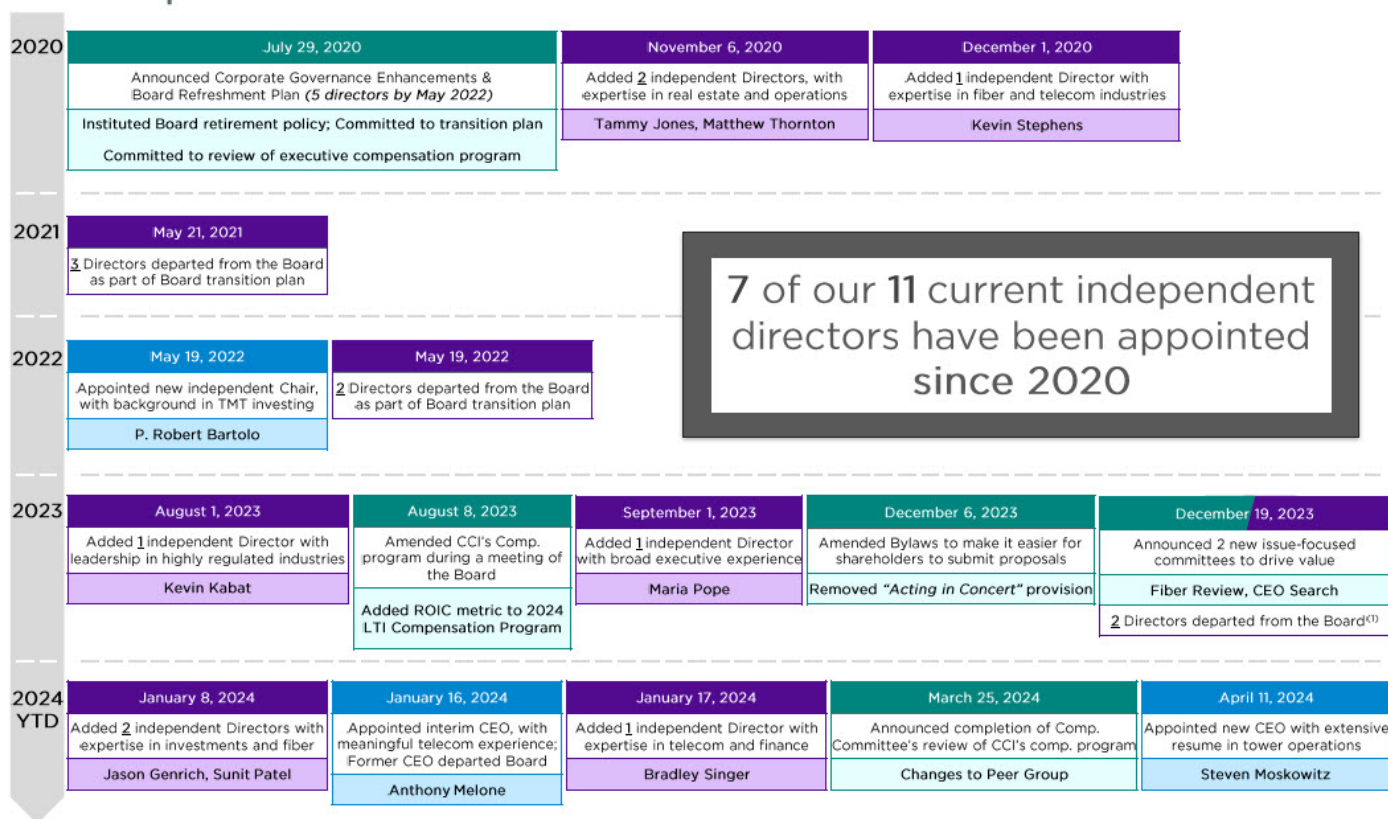 2020
July 29, 2020
Announced Corporate Governance Enhancements &
Board Refreshment Plan (5 directors by May 2022)
Instituted Board retirement policy; Committed to transition plan
Committed to review of executive compensation program
November 6, 2020
Added 2 independent Directors, with
expertise in real estate and operations
Tammy Jones, Matthew Thornton
December 1, 2020
Added 1 independent Director with
expertise in fiber and telecom industries
Kevin Stephens
2021
May 21, 2021
3 Directors departed from the Board
as part of Board transition plan
7 of our 11 current independent
directors have been appointed
since 2020
2022
May 19, 2022
Appointed new independent Chair,
with background in TMT investing
P. Robert Bartolo
May 19, 2022
2 Directors departed from the Board
as part of Board transition plan
2023
August 1, 2023
Added 1 independent Director with
leadership in highly regulated industries
Kevin Kabat
August 8, 2023
Amended CCI's Comp.
program during a meeting of
the Board
Added ROIC metric to 2024
LTI Compensation Program
September 1, 2023
Added 1 independent Director
with broad executive experience
Maria Pope
December 6, 2023
Amended Bylaws to make it easier for
shareholders to submit proposals
Removed "Acting in Concert" provision
December 19, 2023
Announced 2 new issue-focused
committees to drive value
Fiber Review, CEO Search
2 Directors departed from the Board(1)
2024
YTD
January 8, 2024
Added 2 independent Directors with
expertise in investments and fiber
Jason Genrich, Sunit Patel
January 16, 2024
Appointed interim CEO, with
meaningful telecom experience;
Former CEO departed Board
Anthony Melone
January 17, 2024
Added 1 independent Director with
expertise in telecom and finance
Bradley Singer
March 25, 2024
Announced completion of Comp.
Committee's review of CCI's comp. program
Changes to Peer Group
April 11, 2024
Appointed new CEO with extensive
resume in tower operations
Steven Moskowitz